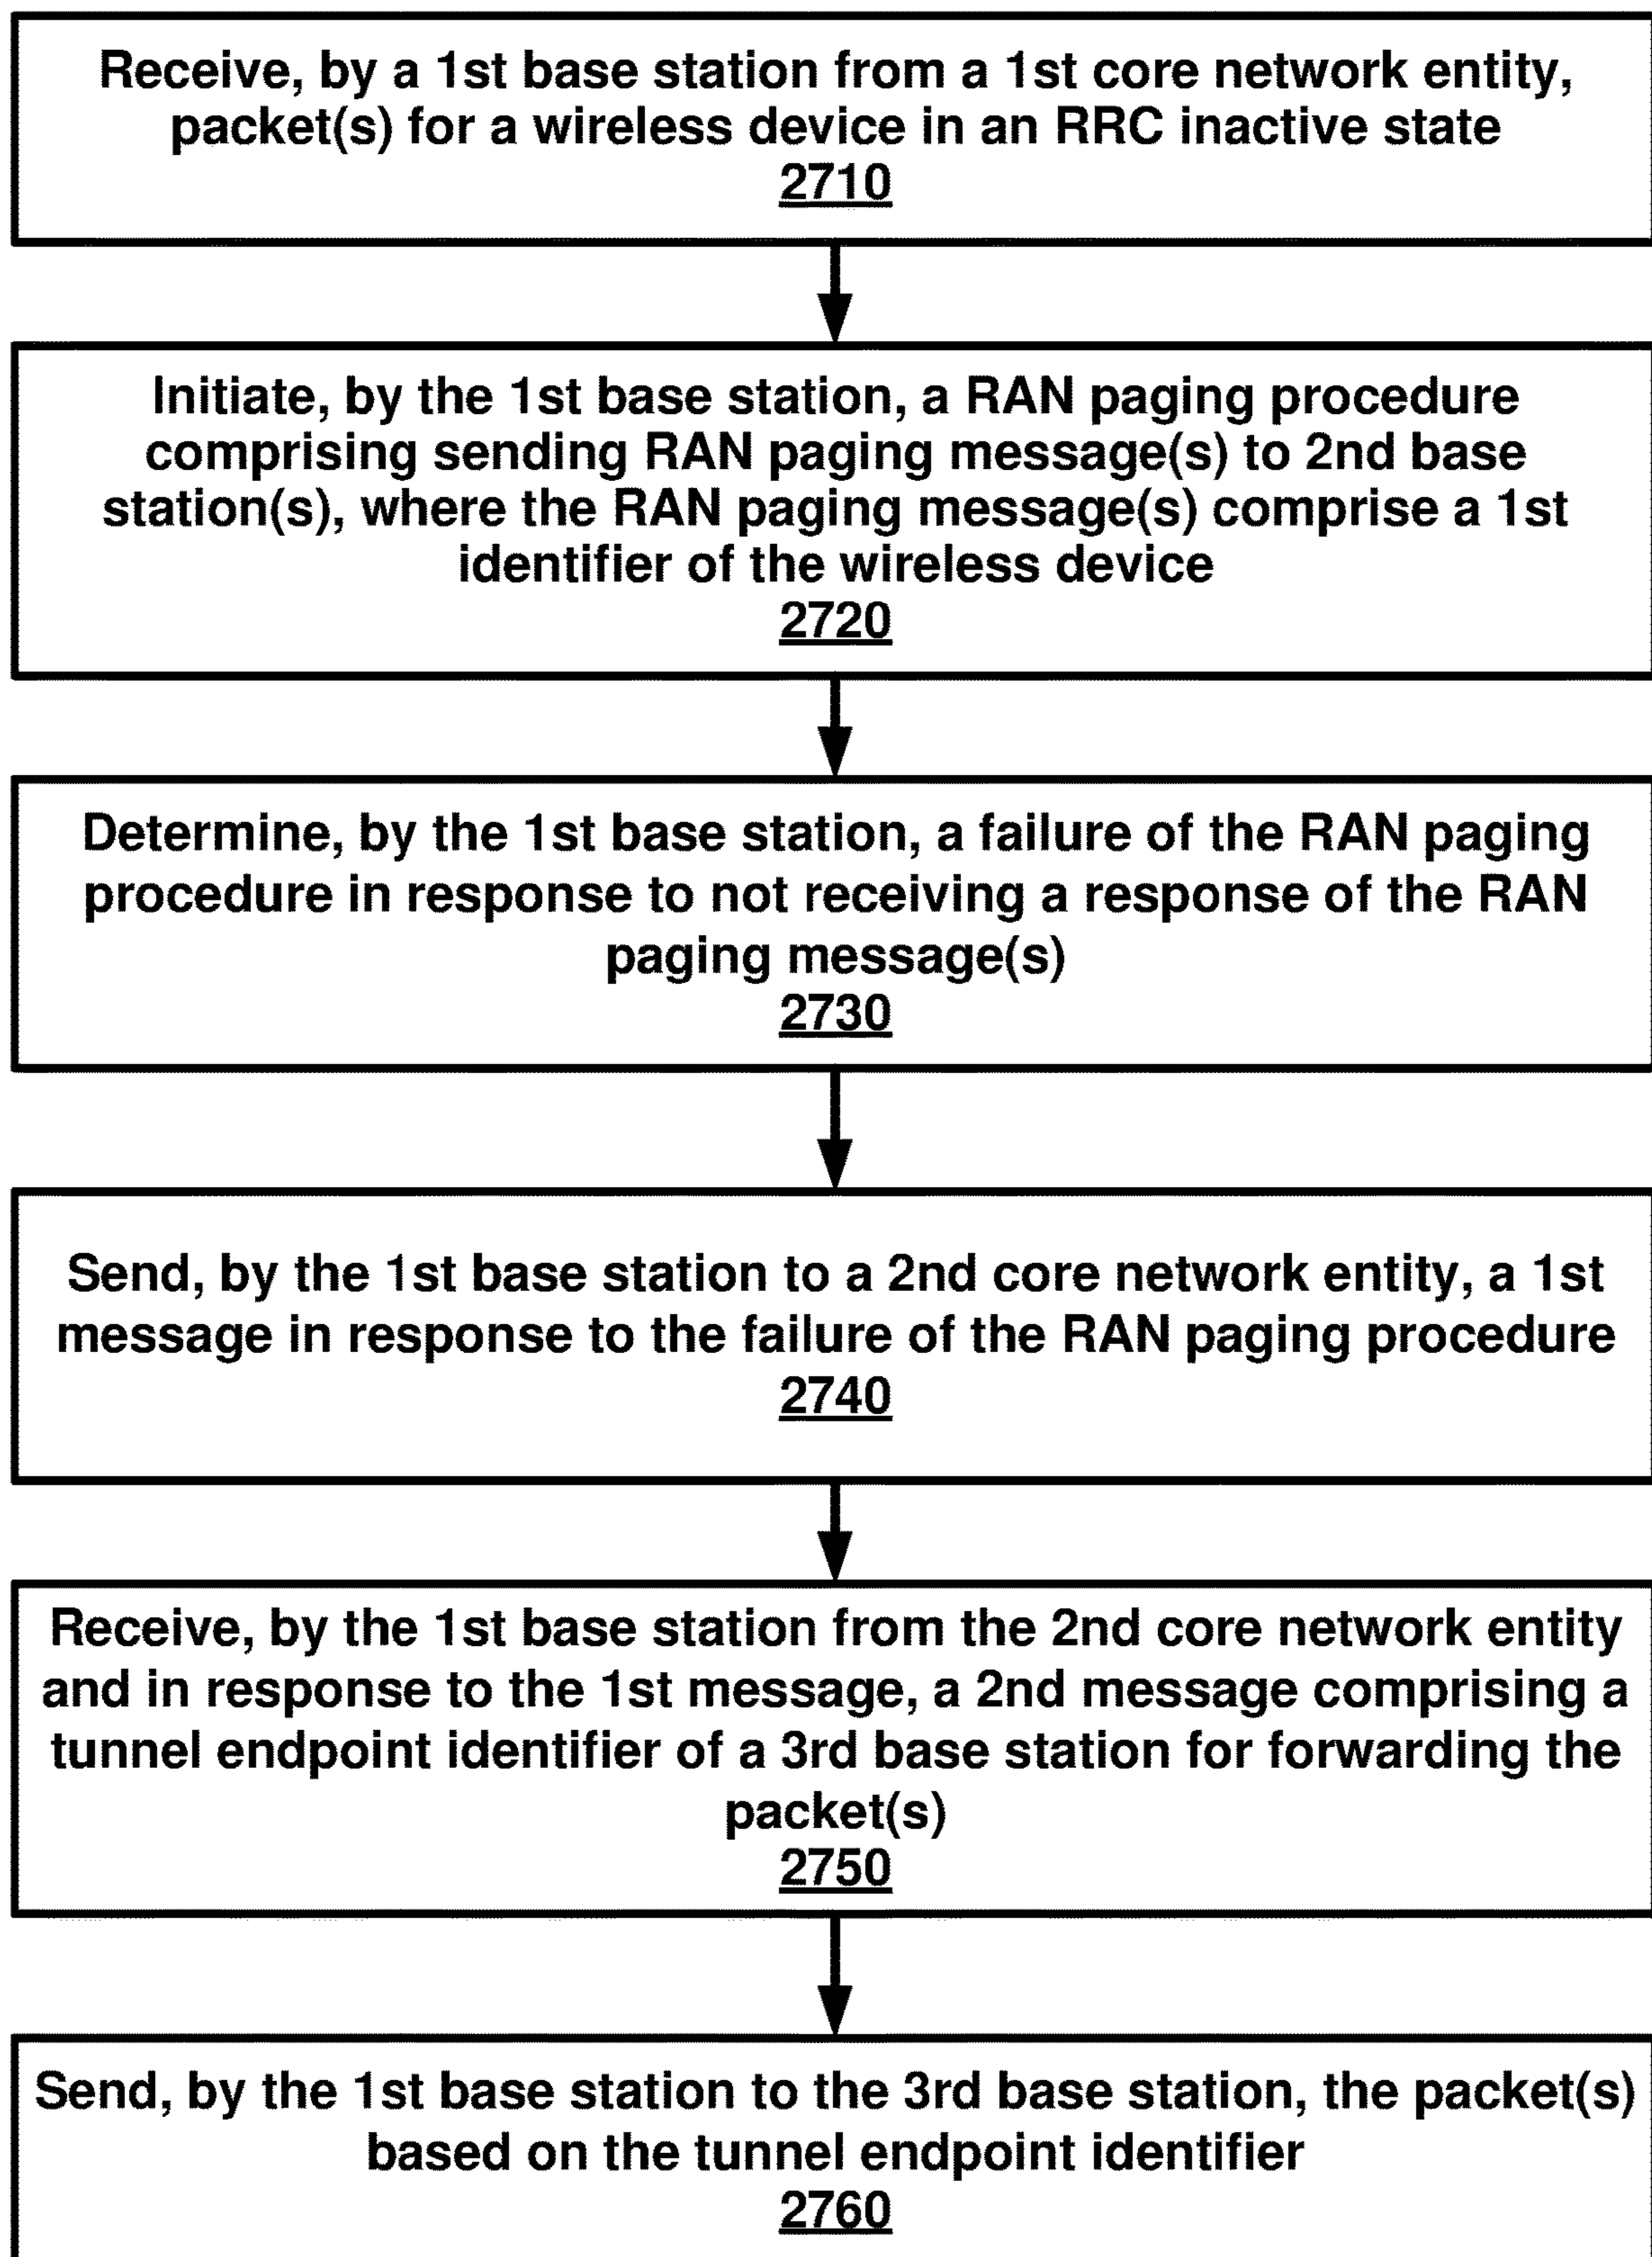 Receive, by a 1st base station from a 1st core network entity,
packet(s) for a wireless device in an RRC inactive state
2710
Initiate, by the 1st base station, a RAN paging procedure
comprising sending RAN paging message(s) to 2nd base
station(s), where the RAN paging message(s) comprise a 1st
identifier of the wireless device
2720
Determine, by the 1st base station, a failure of the RAN paging
procedure in response to not receiving a response of the RAN
paging message(s)
2730
Send, by the 1st base station to a 2nd core network entity, a 1st
message in response to the failure of the RAN paging procedure
2740
Receive, by the 1st base station from the 2nd core network entity
and in response to the 1st message, a 2nd message comprising a
tunnel endpoint identifier of a 3rd base station for forwarding the
packet(s)
2750
Send, by the 1st base station to the 3rd base station, the packet(s)
based on the tunnel endpoint identifier
2760